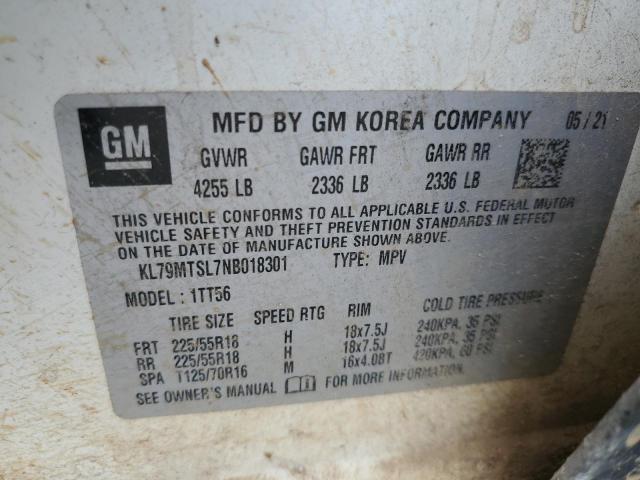 GM
MFD BY GM KOREA COMPANY 05/21
GVWR GAWR FRT GAWR RR
4255 LB 2336 LB 2336 LB
THIS VEHICLE CONFORMS TO ALL APPLICABLE U.S. FEDERAL MOTOR
VEHICLE SAFETY AND THEFT PREVENTION STANDARDS IN EFFECT
ON THE DATE OF MANUFACTURE SHOWN ABOVE.
KL79MTSL7NB018301 TYPE: MPV
MODEL: 1TT56
TIRE SIZE SPEED RTG RIM COLD TIRE PRESSURE
FRT 225/55R18 H 18x7.5J 240KPA, 35 PSI
RR 225/55R18 H 18x7.5J 240KPA, 35 PSI
SPA T125/70R16 M 16x4.0BT 420KPA, 60 PSI
SEE OWNER'S MANUAL FOR MORE INFORMATION